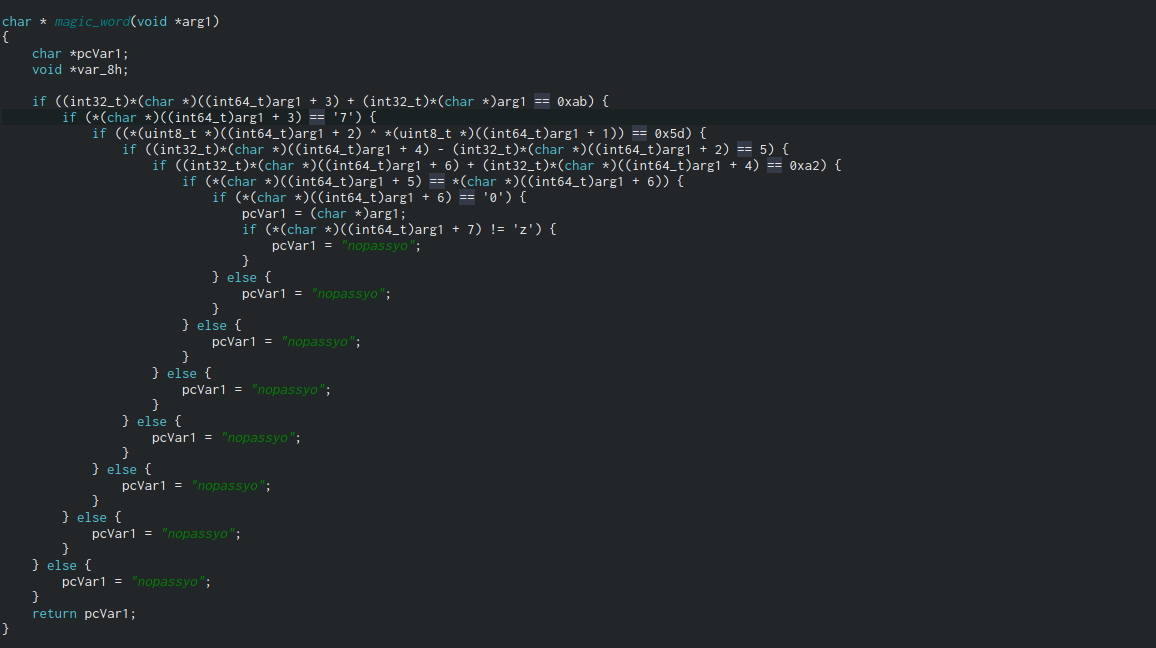 char * magic_word(void *arg1)
{
    char *pcVar1;
    void *var_8h;

    if ((int32_t)*(char *)((int64_t)arg1 + 3) + (int32_t)*(char *)arg1 == 0xab) {
        if (*(char *)((int64_t)arg1 + 3) == '7') {
            if ((*(uint8_t *)((int64_t)arg1 + 2) ^ *(uint8_t *)((int64_t)arg1 + 1)) == 0x5d) {
                if ((int32_t)*(char *)((int64_t)arg1 + 4) - (int32_t)*(char *)((int64_t)arg1 + 2) == 5) {
                    if ((int32_t)*(char *)((int64_t)arg1 + 6) + (int32_t)*(char *)((int64_t)arg1 + 4) == 0xa2) {
                        if (*(char *)((int64_t)arg1 + 5) == *(char *)((int64_t)arg1 + 6)) {
                            if (*(char *)((int64_t)arg1 + 6) == '0') {
                                pcVar1 = (char *)arg1;
                                if (*(char *)((int64_t)arg1 + 7) != 'z') {
                                    pcVar1 = "nopassyo";
                                }
                            } else {
                                pcVar1 = "nopassyo";
                            }
                        } else {
                            pcVar1 = "nopassyo";
                        }
                    } else {
                        pcVar1 = "nopassyo";
                    }
                } else {
                    pcVar1 = "nopassyo";
                }
            } else {
                pcVar1 = "nopassyo";
            }
        } else {
            pcVar1 = "nopassyo";
        }
    } else {
        pcVar1 = "nopassyo";
    }
    return pcVar1;
}